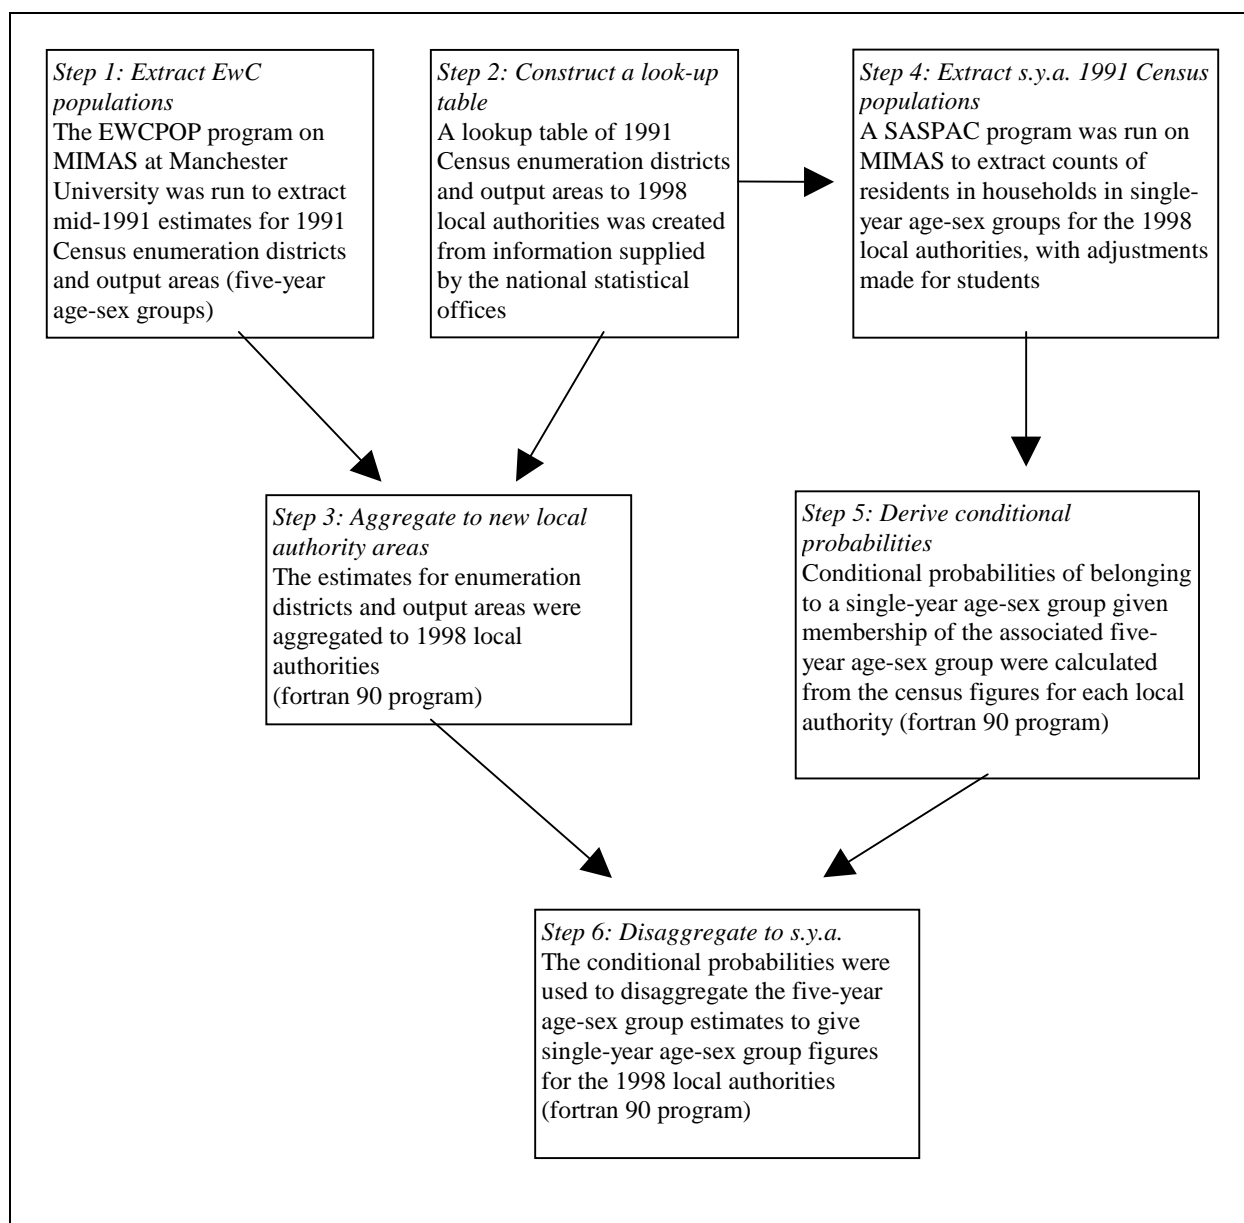 Step 1: Extract EwC
populations
The EWCPOP program on
MIMAS at Manchester
University was run to extract
mid-1991 estimates for 1991
Census enumeration districts
and output areas (five-year
age-sex groups)
Step 2: Construct a look-up
table
A lookup table of 1991
Census enumeration districts
and output areas to 1998
local authorities was created
from information supplied
by the national statistical
offices
Step 4: Extract s.y.a. 1991 Census
populations
A SASPAC program was run on
MIMAS to extract counts of
residents in households in single-
year age-sex groups for the 1998
local authorities, with adjustments
made for students
Step 3: Aggregate to new local
authority areas
The estimates for enumeration
districts and output areas were
aggregated to 1998 local
authorities
(fortran 90 program)
Step 5: Derive conditional
probabilities
Conditional probabilities of belonging
to a single-year age-sex group given
membership of the associated five-
year age-sex group were calculated
from the census figures for each local
authority (fortran 90 program)
Step 6: Disaggregate to s.y.a.
The conditional probabilities were
used to disaggregate the five-year
age-sex group estimates to give
single-year age-sex group figures
for the 1998 local authorities
(fortran 90 program)